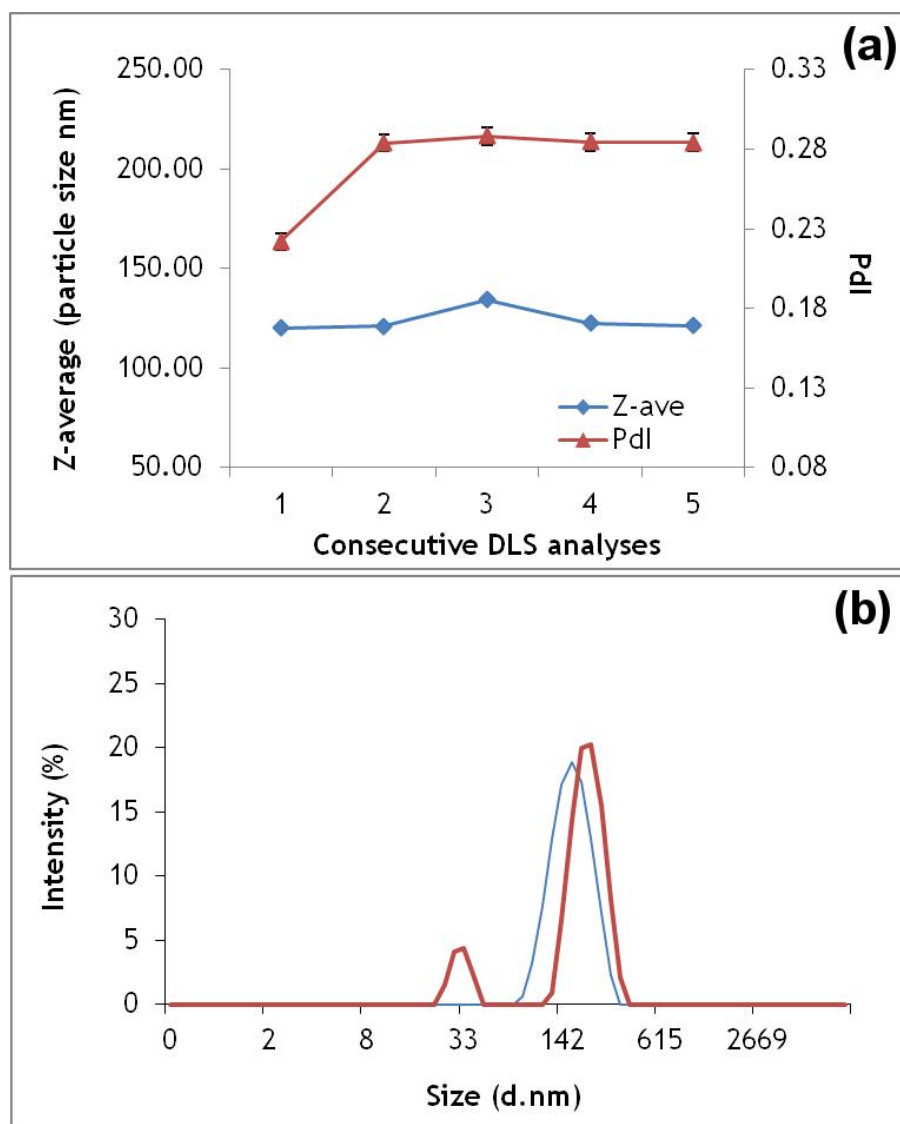 (a)
250.00
200.00
150.00
100.00
50.00
Z-average (particle size nm)
0.33
0.28
0.23
0.18
0.13
0.08
PdI
Z-ave
PdI
1 2 3 4 5
Consecutive DLS analyses
(b)
30
25
20
15
10
5
0
Intensity (%)
0 2 8 33 142 615 2669
Size (d.nm)